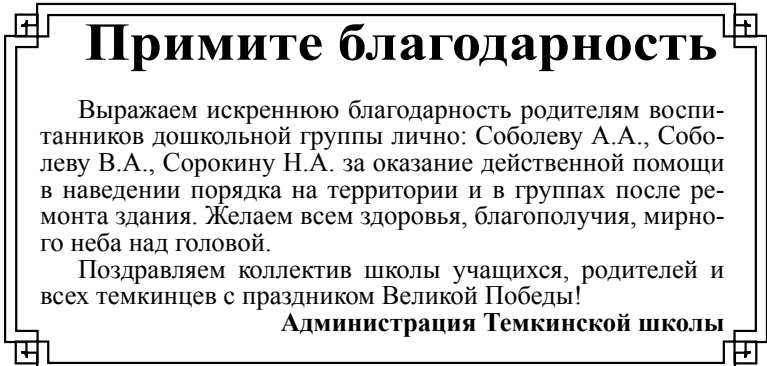 Примите благодарность
Выражаем искреннюю благодарность родителям воспи-
танников дошкольной группы лично: Соболеву А.А., Собо-
леву В.А., Сорокину Н.А. за оказание действенной помощи
в наведении порядка на территории и в группах после ре-
монта здания. Желаем всем здоровья, благополучия, мирно-
го неба над головой.
Поздравляем коллектив школы учащихся, родителей и
всех темкинцев с праздником Великой Победы!
Администрация Темкинской школы